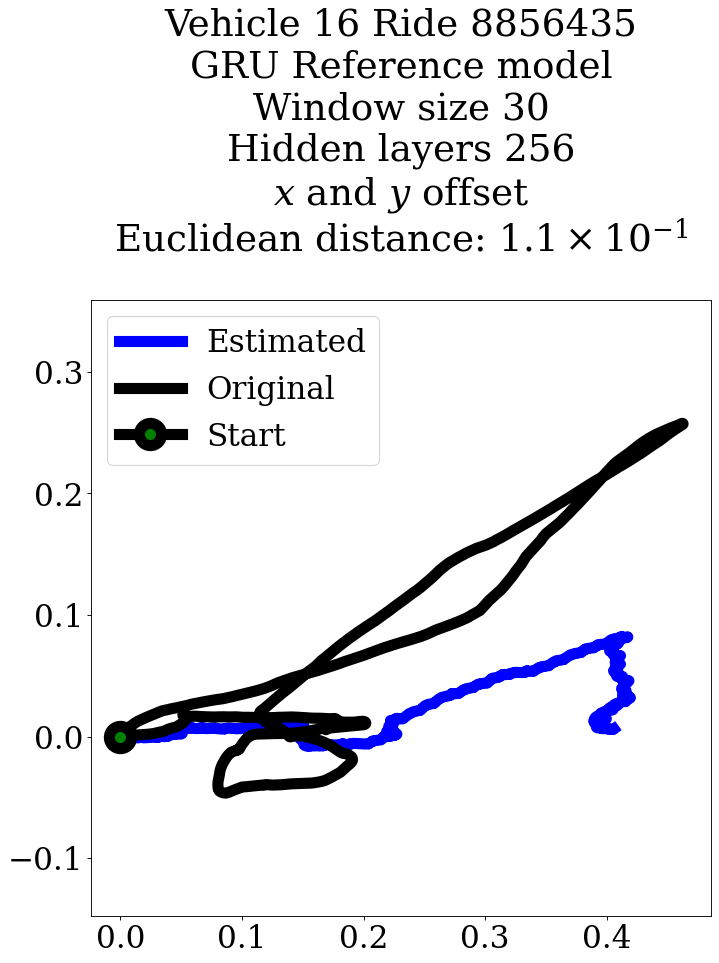 Vehicle 16 Ride 8856435
GRU Reference model
Window size 30
Hidden layers 256
x and y offset
Euclidean distance: 1.1 × 10⁻¹
Estimated
Original
Start
0.3
0.2
0.1
0.0
−0.1
0.0 0.1 0.2 0.3 0.4